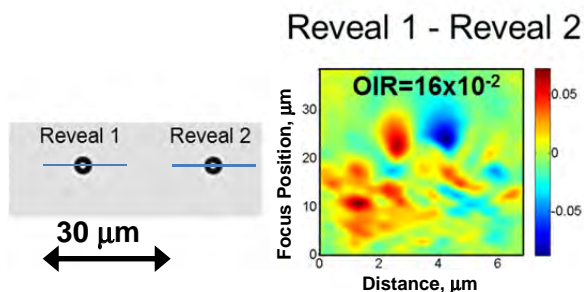 Reveal 1 - Reveal 2
Reveal 1
Reveal 2
30 μm
OIR=16x10⁻²
Focus Position, μm
30
20
10
0
0
2
4
6
Distance, μm
0.05
0
-0.05